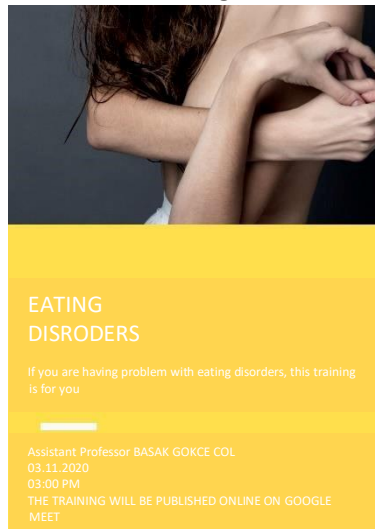 EATING
DISRODERS
If you are having problem with eating disorders, this training
is for you
Assistant Professor BASAK GOKCE COL
03.11.2020
03:00 PM
THE TRAINING WILL BE PUBLISHED ONLINE ON GOOGLE
MEET